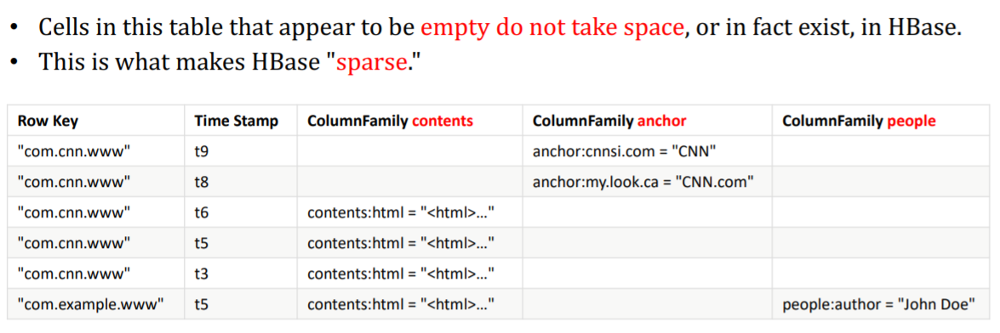 • Cells in this table that appear to be empty do not take space, or in fact exist, in HBase.
• This is what makes HBase "sparse."
Row Key Time Stamp ColumnFamily contents ColumnFamily anchor ColumnFamily people
"com.cnn.www" t9 anchor:cnnsi.com = "CNN"
"com.cnn.www" t8 anchor:my.look.ca = "CNN.com"
"com.cnn.www" t6 contents:html = "<html>..."
"com.cnn.www" t5 contents:html = "<html>..."
"com.cnn.www" t3 contents:html = "<html>..."
"com.example.www" t5 contents:html = "<html>..." people:author = "John Doe"